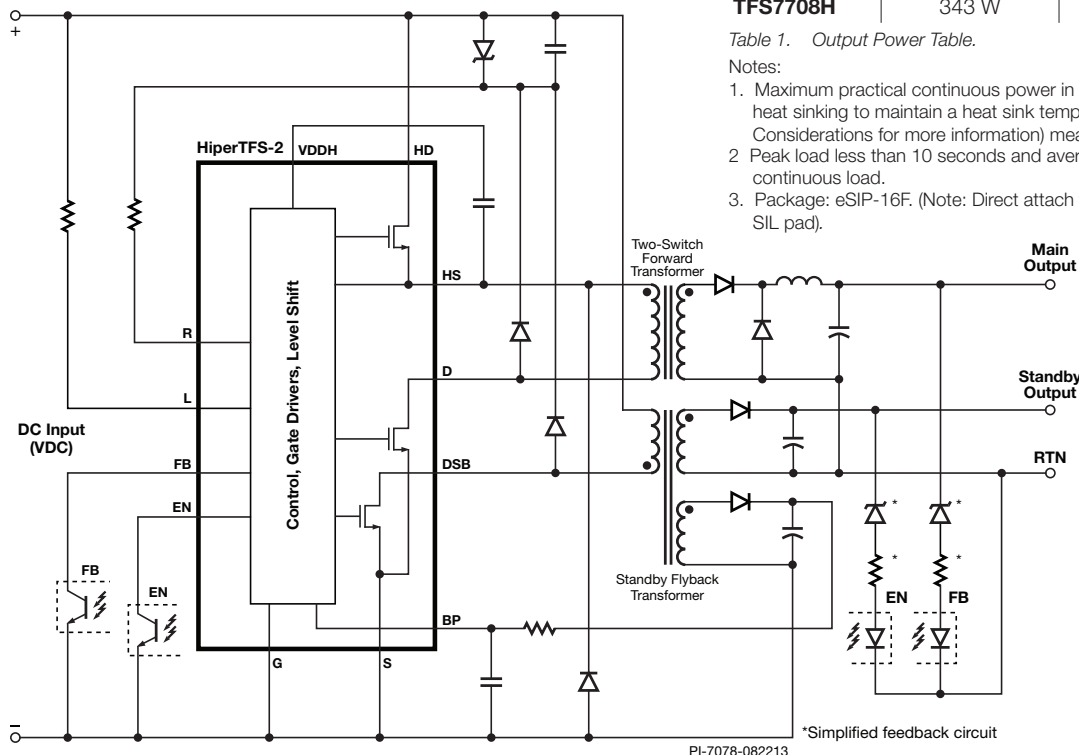 TFS7708H 343 W
Table 1. Output Power Table.
Notes:
1. Maximum practical continuous power in
heat sinking to maintain a heat sink temp
Considerations for more information) mea
2 Peak load less than 10 seconds and aver
continuous load.
3. Package: eSIP-16F. (Note: Direct attach
SIL pad).
+
HiperTFS-2
VDDH
HD
Two-Switch
Forward
Transformer
Main
Output
HS
Control, Gate Drivers, Level Shift
R
D
Standby
Output
L
DC Input
(VDC)
RTN
FB
DSB
EN
*
*
*
*
FB
EN
Standby Flyback
Transformer
EN
FB
BP
G
S
–
*Simplified feedback circuit
PI-7078-082213